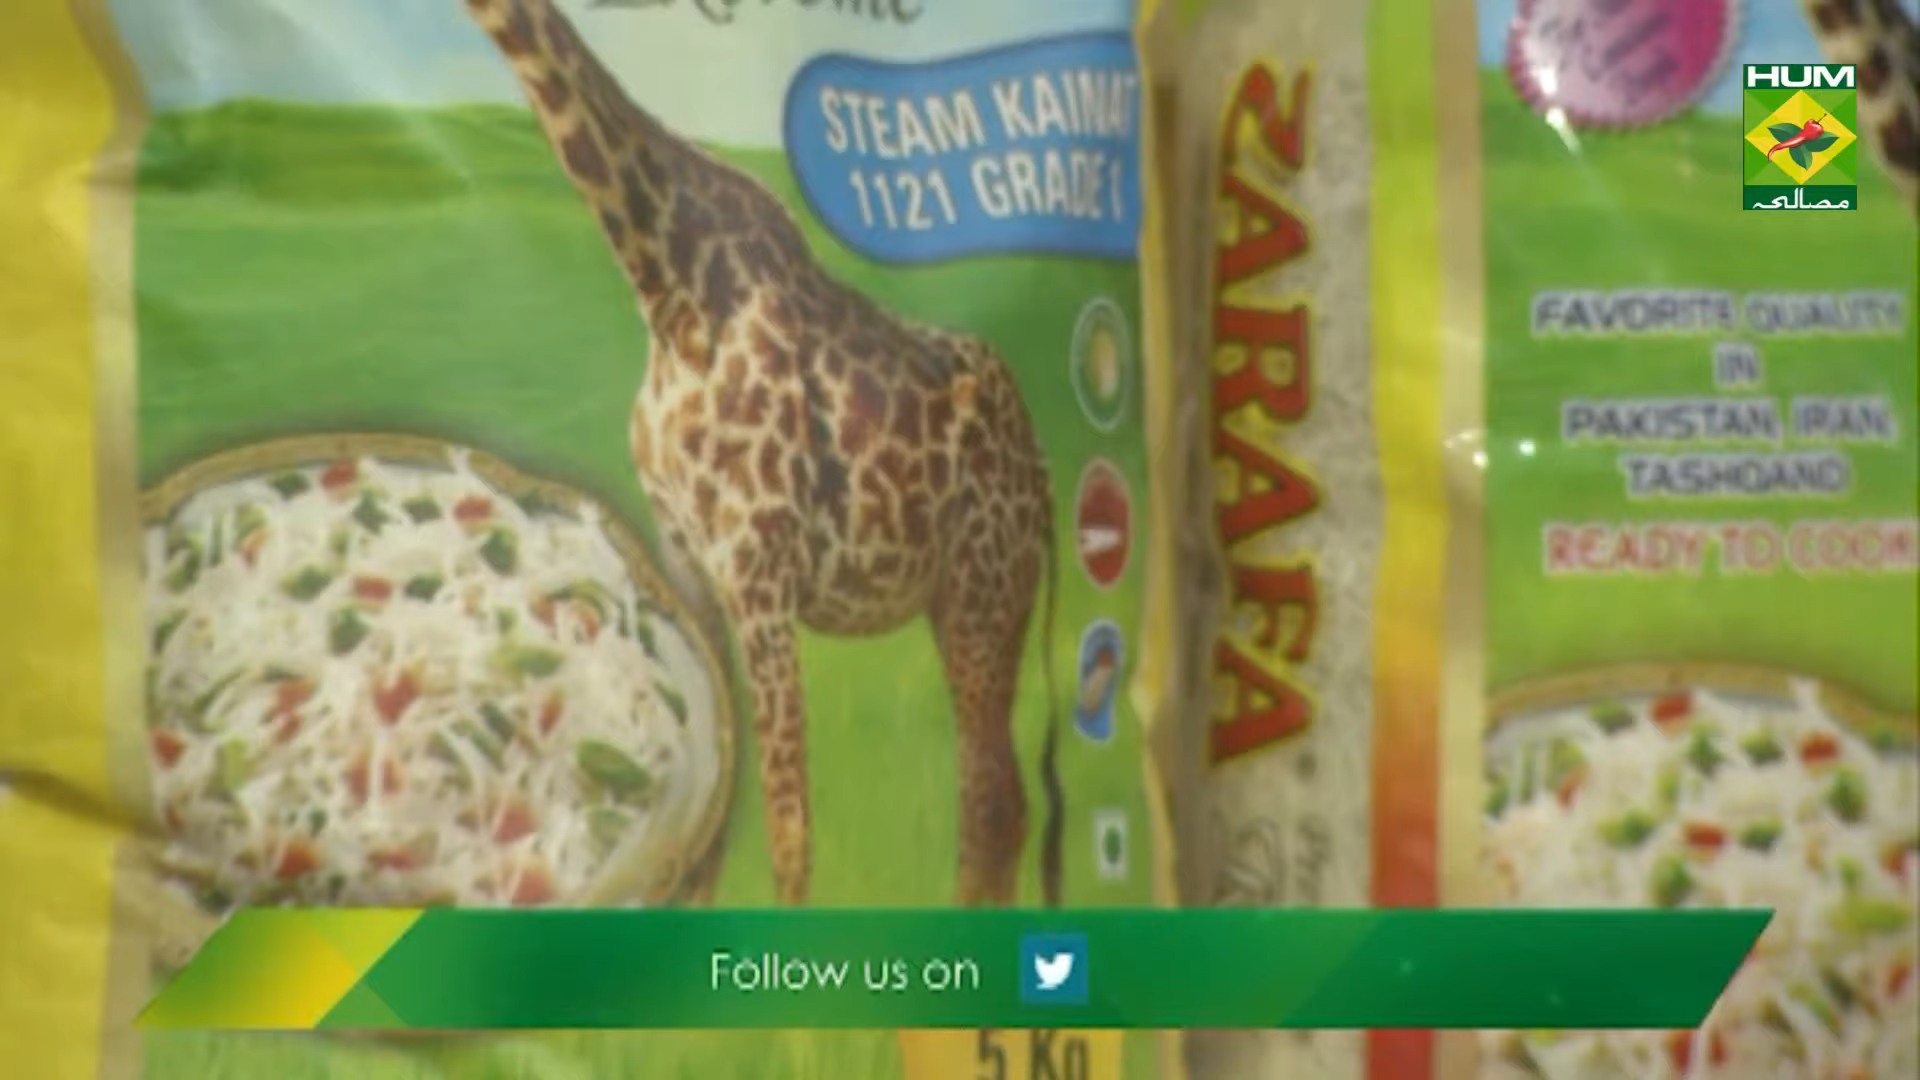 STEAM KAINAT
1121 GRADE 1
ZARAFA
HUM
مصالحہ
FAVORITE QUALITY
IN
PAKISTAN, IRAN,
TASHQAND
READY TO COOK
Follow us on
5 Kg